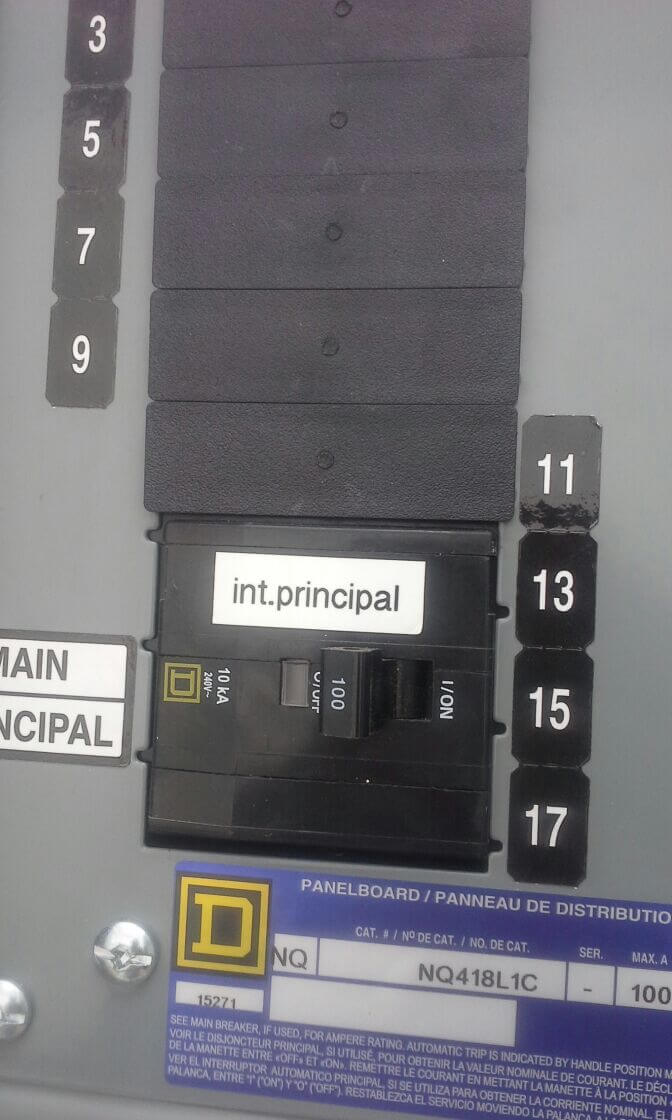 3
5
7
9
11
13
15
17
int.principal
10 kA
240V~
O/OFF
100
I/ON
MAIN
NCIPAL
PANELBOARD / PANNEAU DE DISTRIBUTIO
CAT. # / Nº DE CAT. / NO. DE CAT.
SER.
MAX. A
NQ
NQ418L1C
-
100
15271
SEE MAIN BREAKER, IF USED, FOR AMPERE RATING. AUTOMATIC TRIP IS INDICATED BY HANDLE POSITION M
VOIR LE DISJONCTEUR PRINCIPAL, SI UTILISÉ, POUR OBTENIR LA VALEUR NOMINALE DE COURANT. LE DÉCL
DE LA MANETTE ENTRE «OFF» ET «ON». REMETTRE LE COURANT EN METTANT LA MANETTE À LA POSITION
VER EL INTERRUPTOR AUTOMATICO PRINCIPAL, SI SE UTILIZA PARA OBTENER LA CORRIENTE NOMINAL.
PALANCA, ENTRE "I" ("ON") Y "O" ("OFF"). RESTABLEZCA EL SERVICIO MOVIENDO LA PALANCA A LA